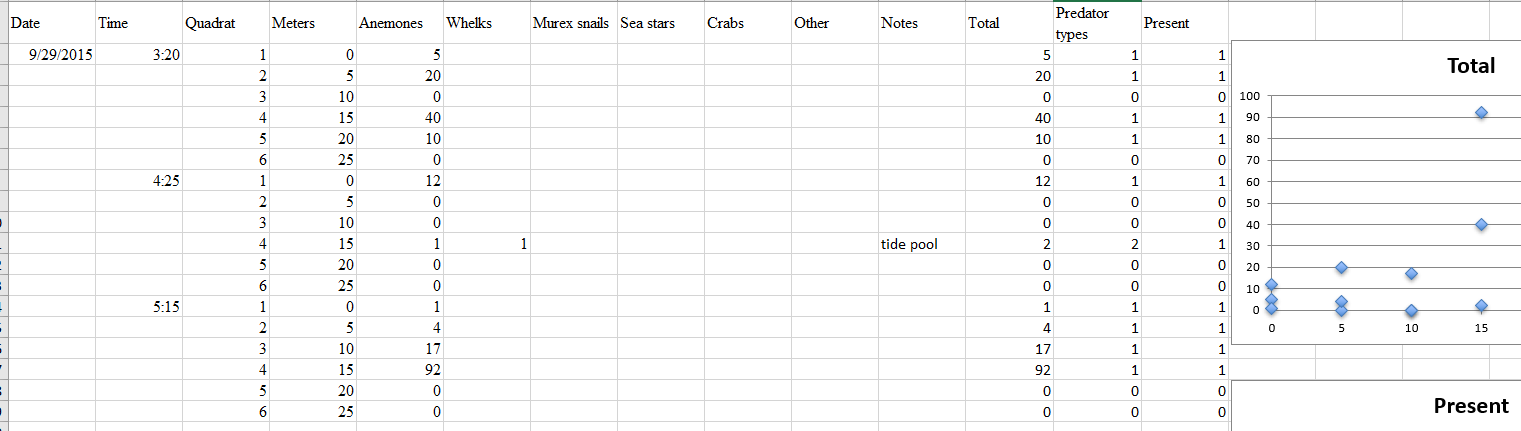 Date Time Quadrat Meters Anemones Whelks Murex snails Sea stars Crabs Other Notes Total Predator types Present
9/29/2015 3:20 1 0 5 5 1 1
2 5 20 20 1 1
3 10 0 0 0 0
4 15 40 40 1 1
5 20 10 10 1 1
6 25 0 0 0 0
4:25 1 0 12 12 1 1
2 5 0 0 0 0
3 10 0 0 0 0
4 15 1 1 tide pool 2 2 1
5 20 0 0 0 0
6 25 0 0 0 0
5:15 1 0 1 1 1 1
2 5 4 4 1 1
3 10 17 17 1 1
4 15 92 92 1 1
5 20 0 0 0 0
6 25 0 0 0 0
Total
100
90
80
70
60
50
40
30
20
10
0
0 5 10 15
Present